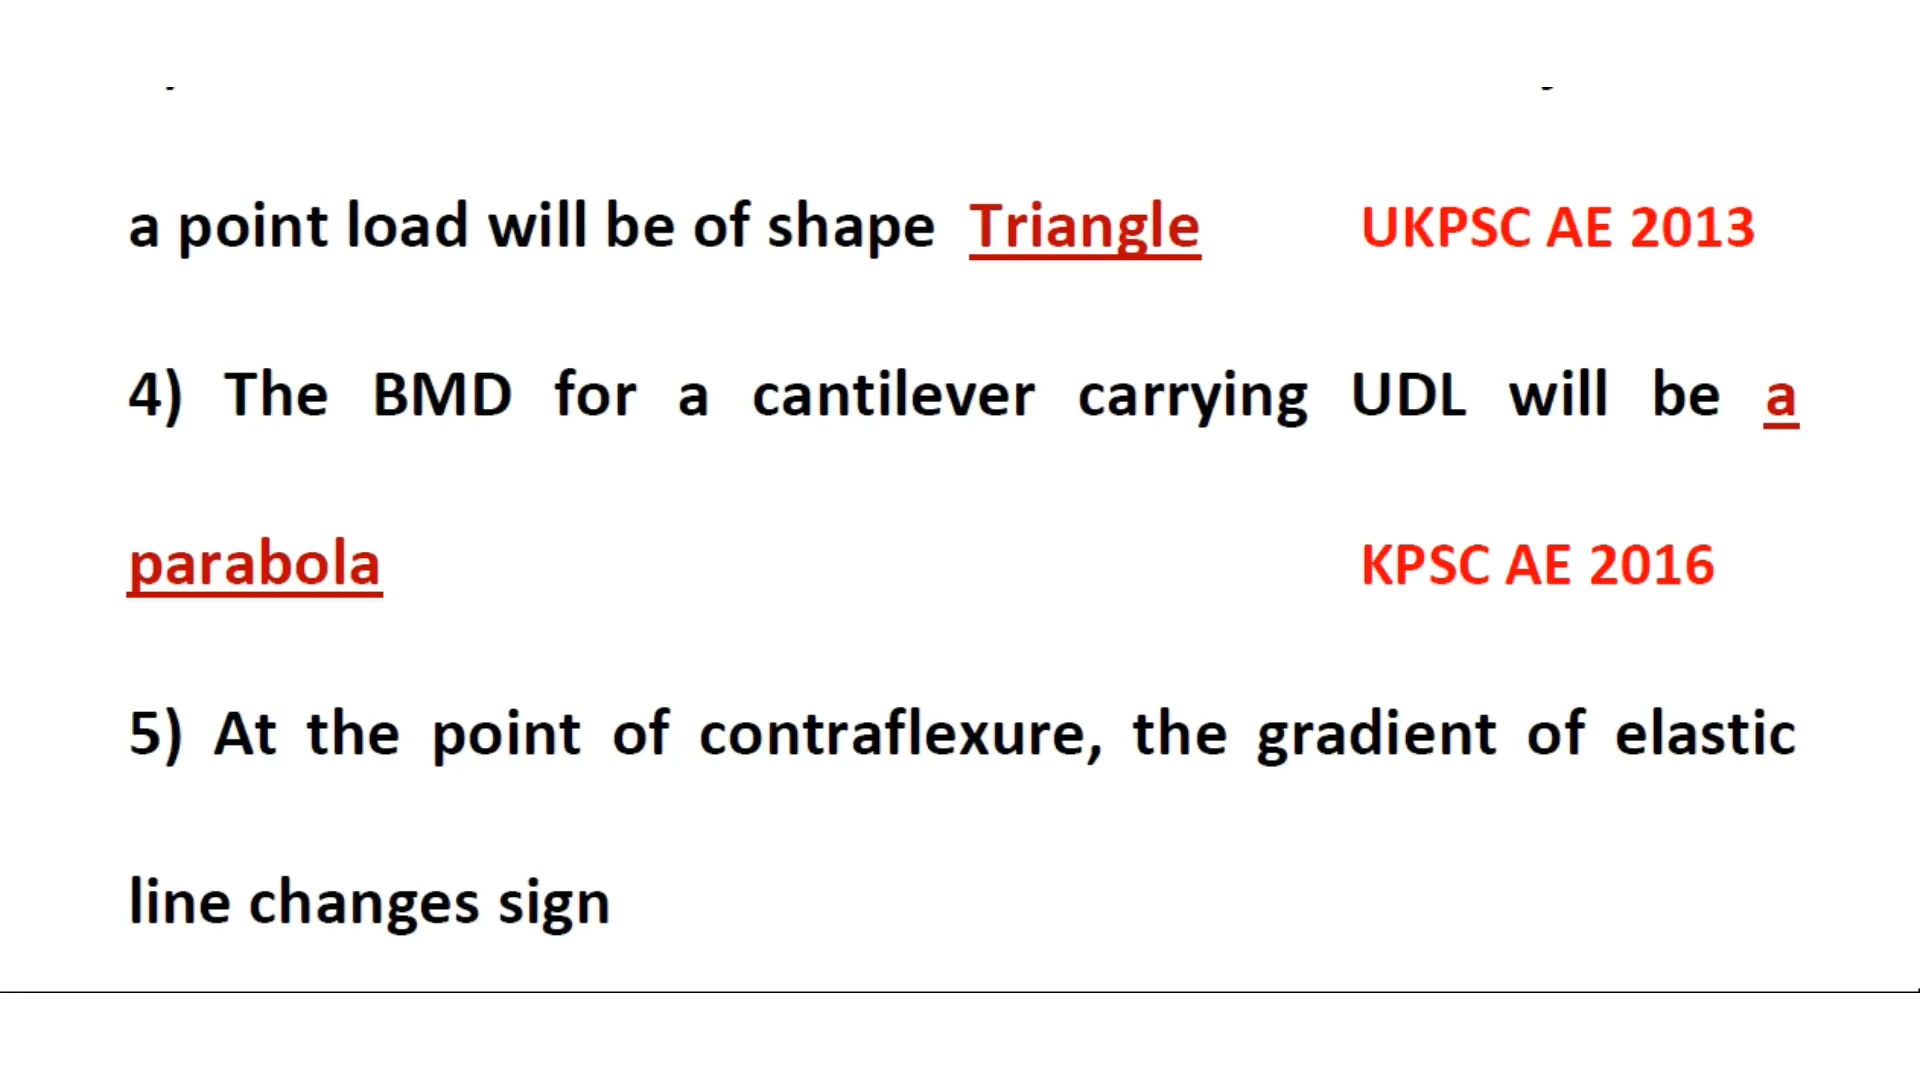 a point load will be of shape Triangle UKPSC AE 2013
4) The BMD for a cantilever carrying UDL will be a
parabola KPSC AE 2016
5) At the point of contraflexure, the gradient of elastic
line changes sign